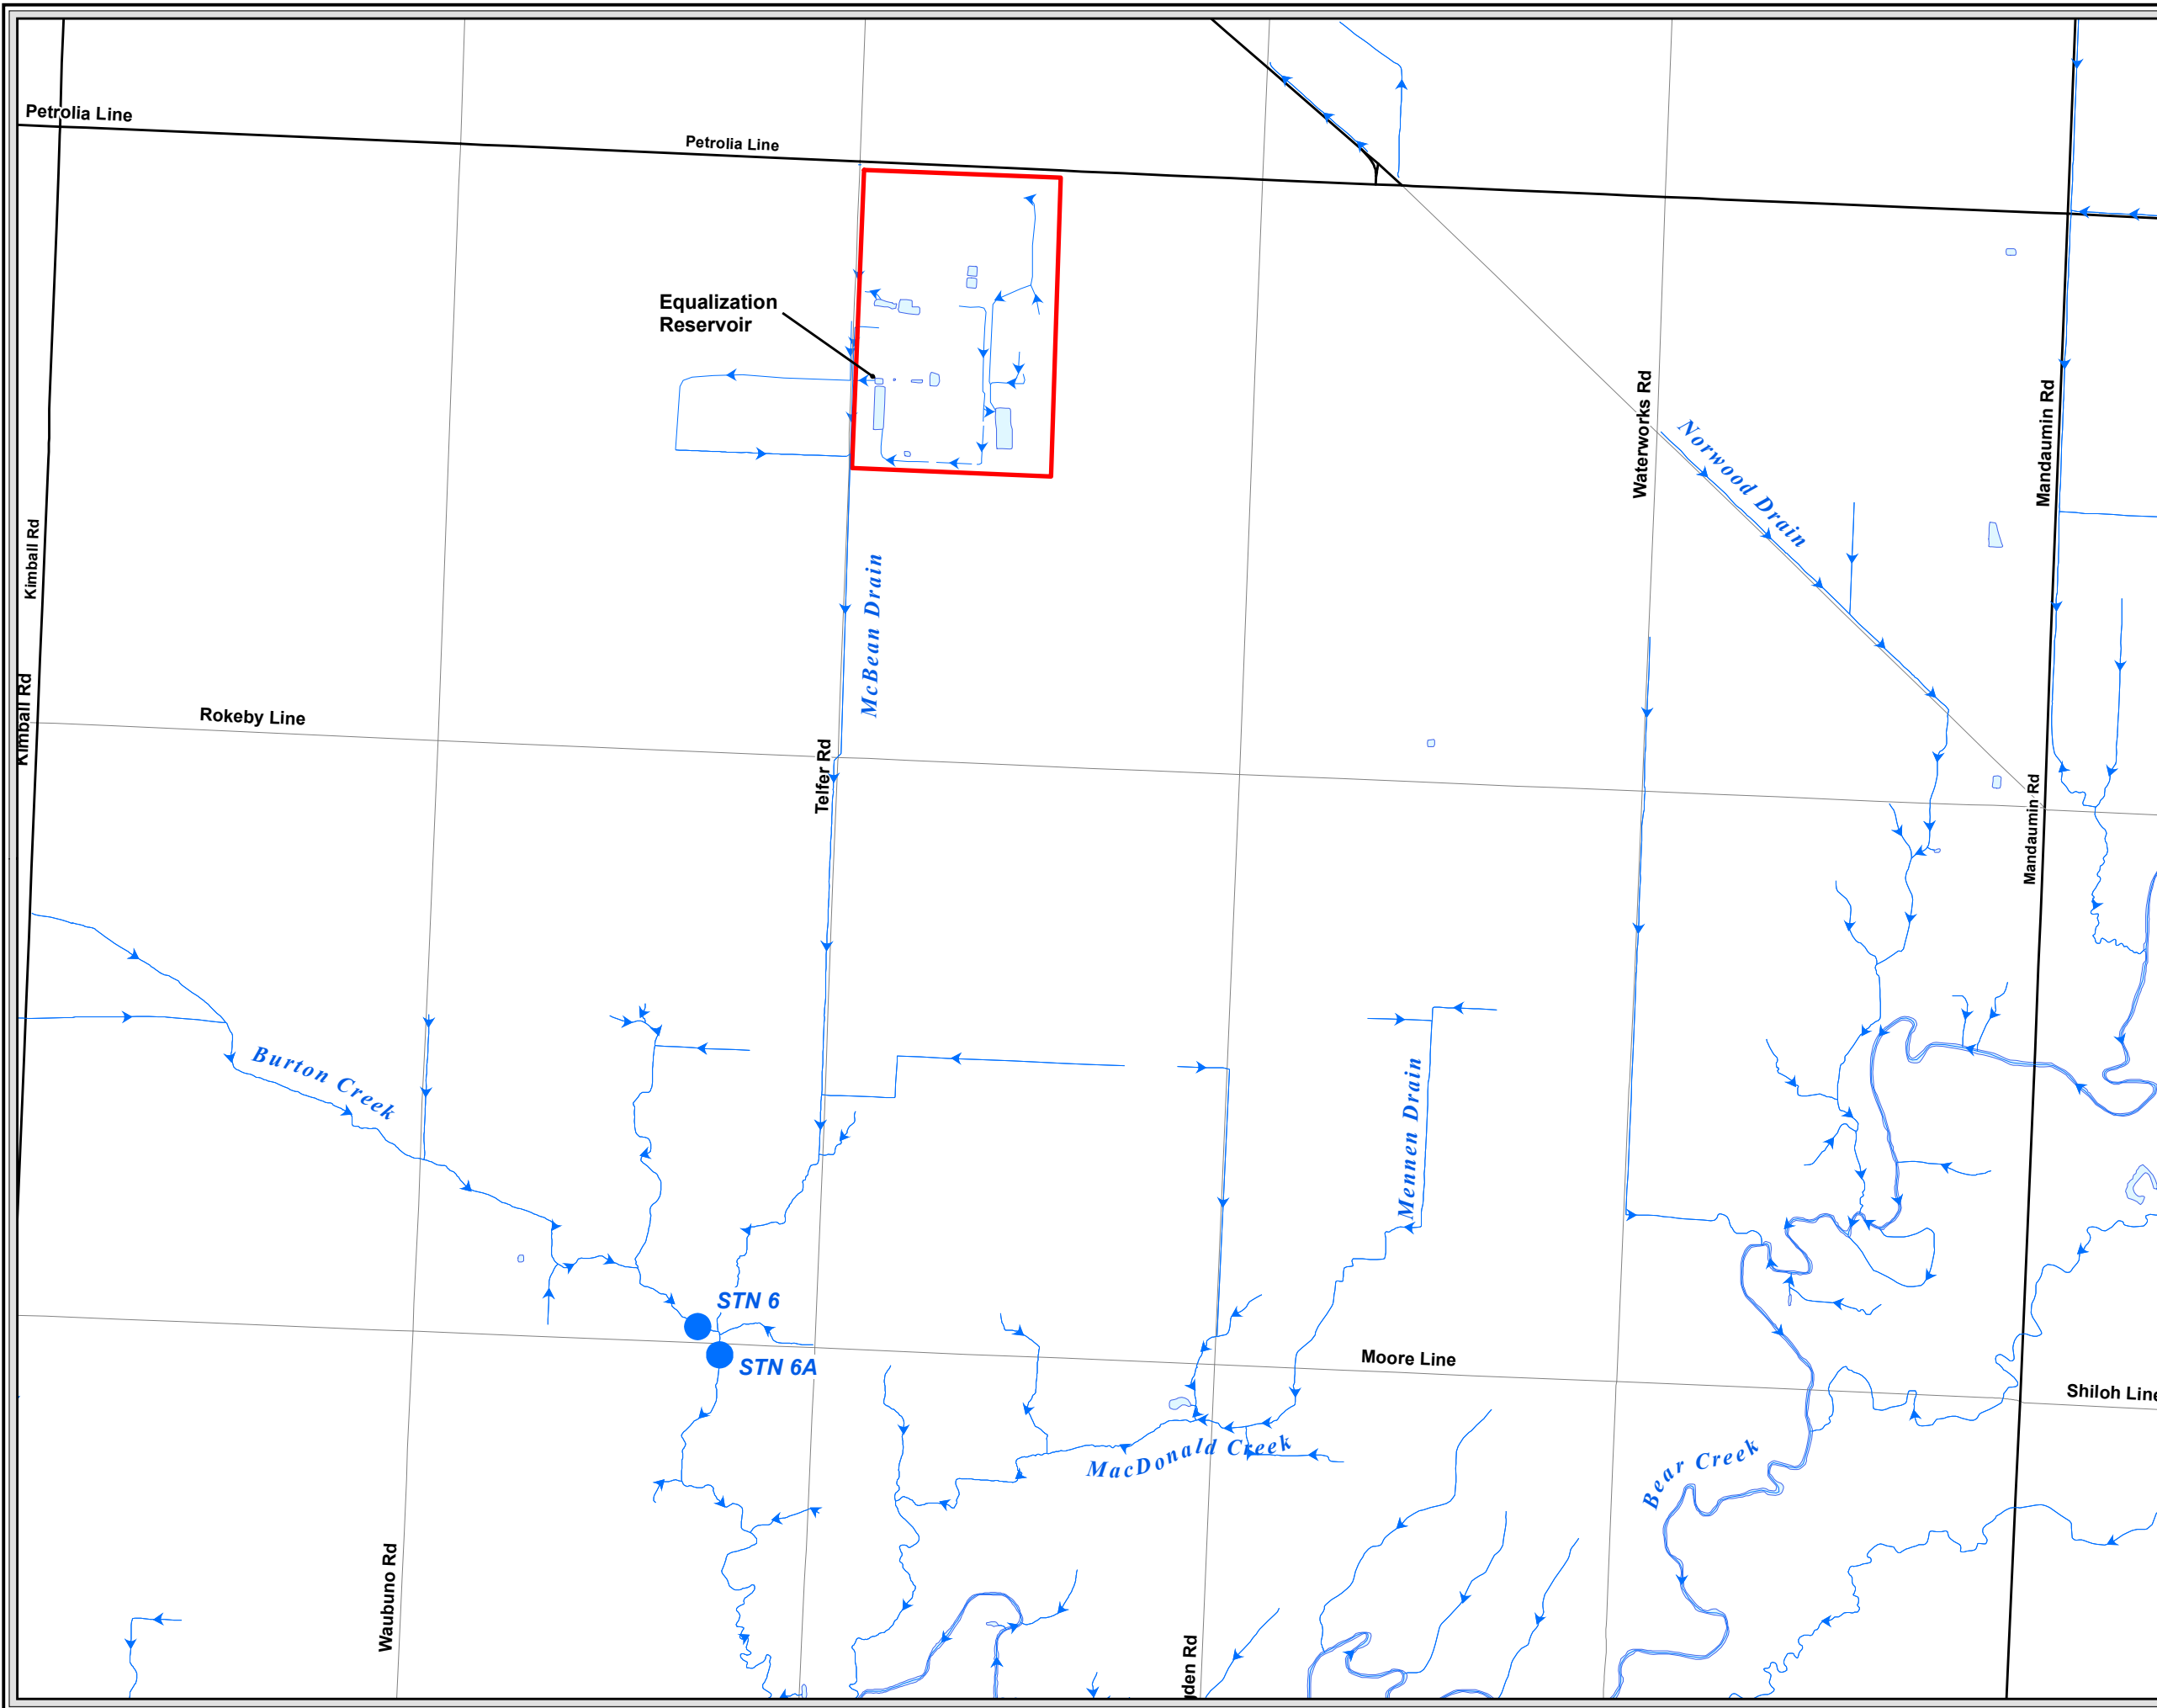 Petrolia Line
Petrolia Line
Equalization
Reservoir
Waterworks Rd
Mandaumin Rd
Norwood Drain
Kimball Rd
McBean Drain
Kimball Rd
Rokeby Line
Telfer Rd
Mandaumin Rd
Burton Creek
Mennen Drain
STN 6
STN 6A
Moore Line
Shiloh Line
MacDonald Creek
Bear Creek
Waubuno Rd
den Rd